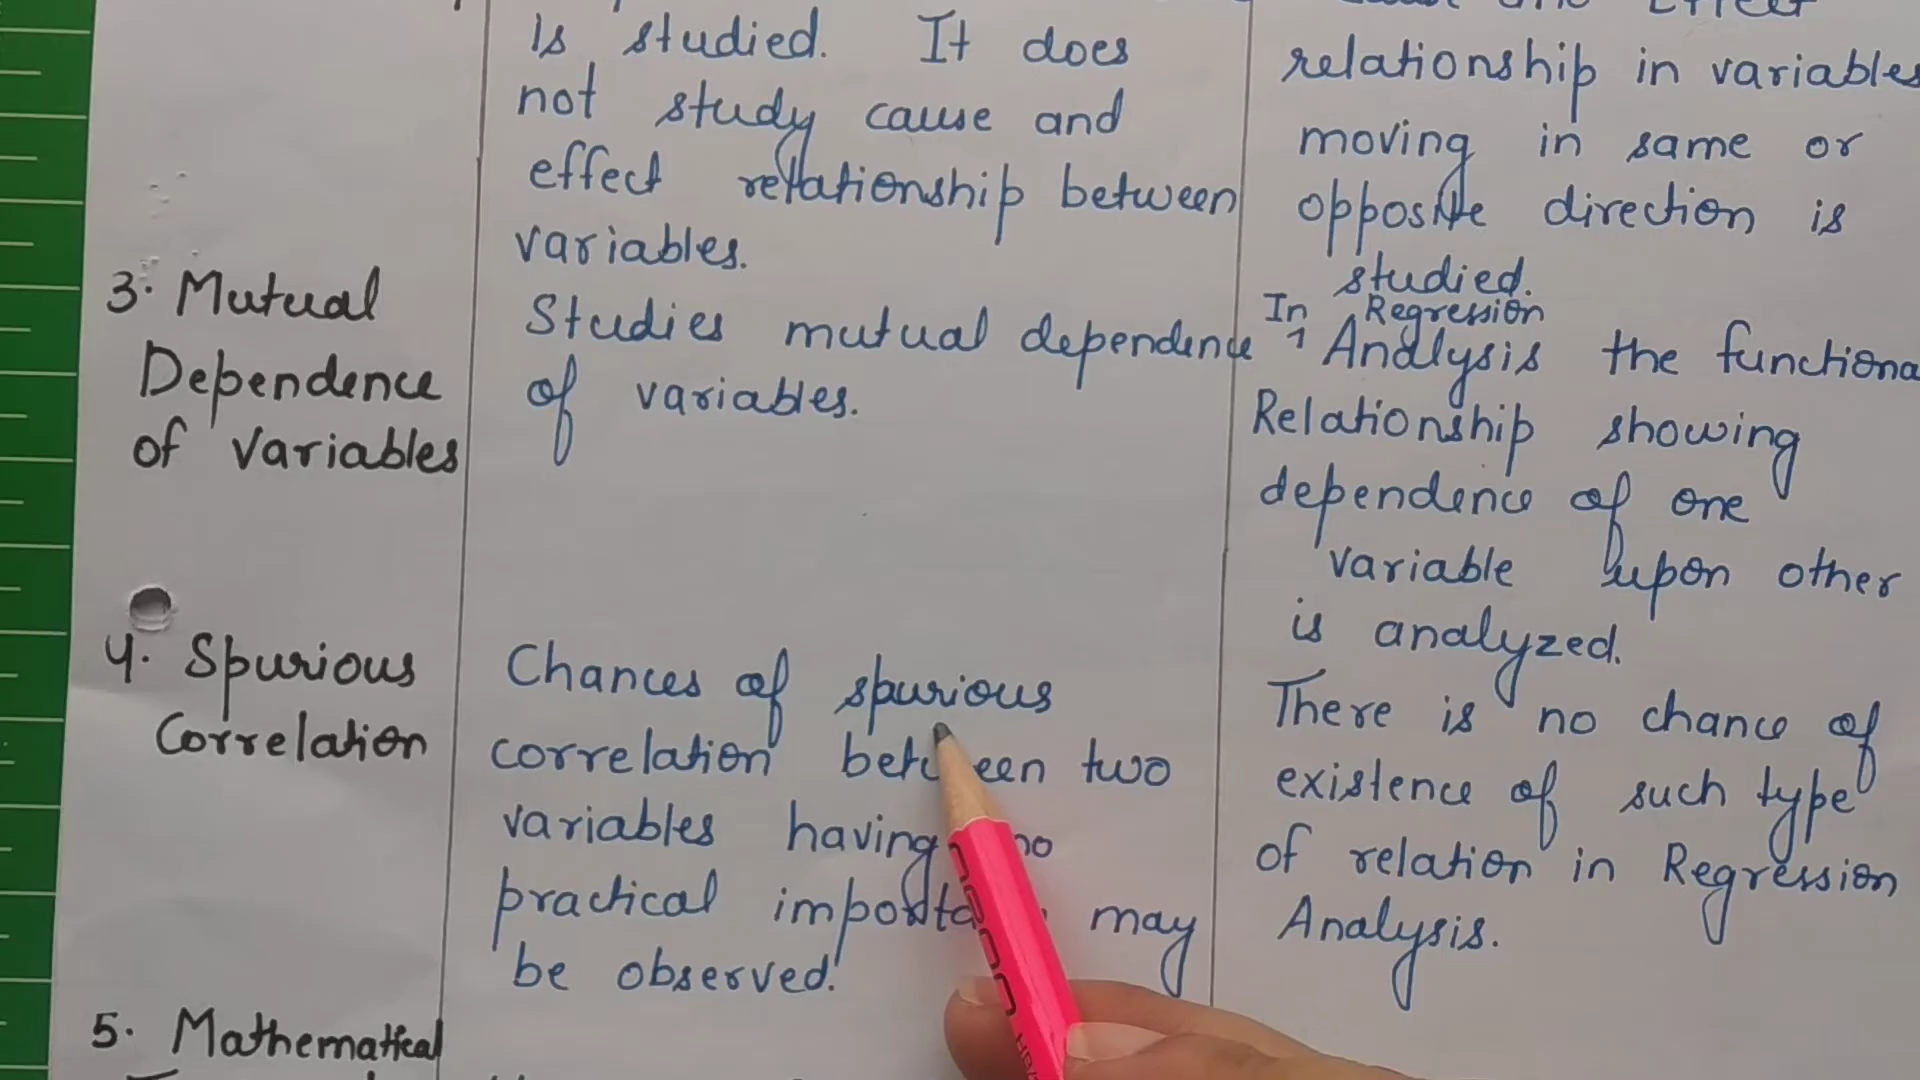 is studied. It does
not study cause and
effect relationship between
variables.
relationship in variables
moving in same or
opposite direction is
studied.
3. Mutual
Dependence
of Variables
Studies mutual dependence
of variables.
In Regression
Analysis the functiona
Relationship showing
dependence of one
variable upon other
is analyzed.
4. Spurious
Correlation
Chances of spurious
correlation between two
variables having no
practical importa may
be observed.
There is no chance of
existence of such type
of relation in Regression
Analysis.
5. Mathematical